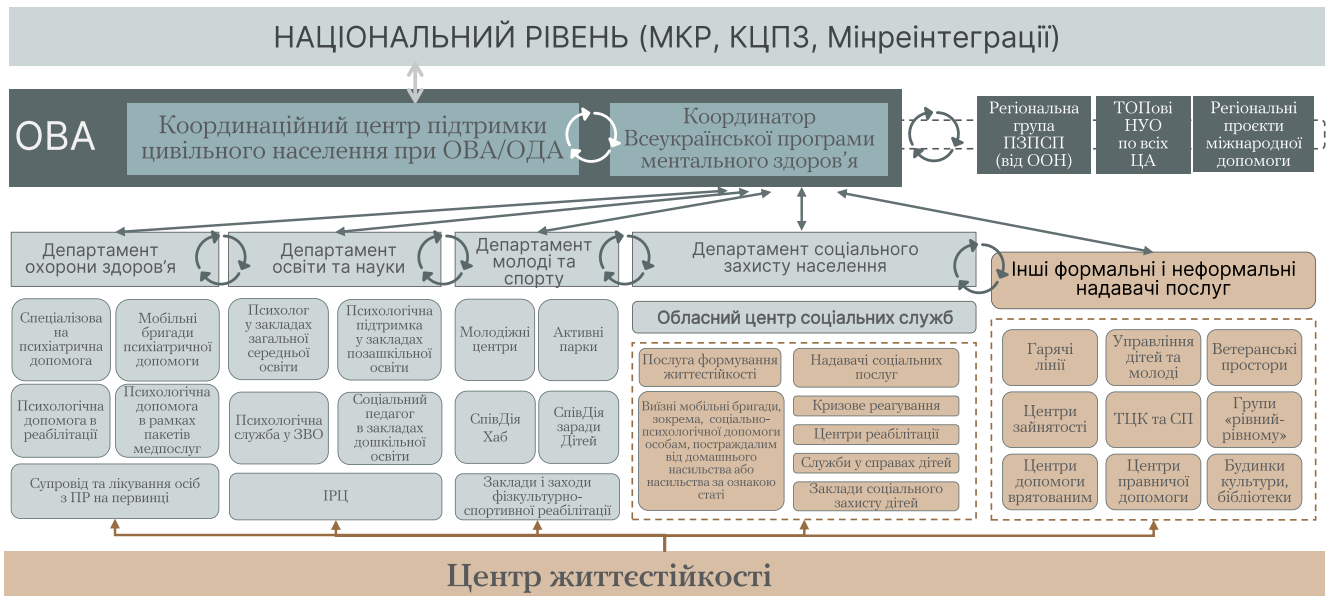 НАЦІОНАЛЬНИЙ РІВЕНЬ (МКР, КЦПЗ, Мінреінтеграції)
ОВА
Координаційний центр підтримки
цивільного населення при ОВА/ОДА
Координатор
Всеукраїнської програми
ментального здоров’я
Регіональна
група
ПЗПСП
(від ООН)
ТОПові
НУО
по всіх
ЦА
Регіональні
проєкти
міжнародної
допомоги
Департамент
охорони здоров’я
Департамент
освіти та науки
Департамент
молоді та
спорту
Департамент соціального
захисту населення
Інші формальні і неформальні
надавачі послуг
Спеціалізова
на
психіатрична
допомога
Мобільні
бригади
психіатричної
допомоги
Психологічна
допомога в
реабілітації
Психологічна
допомога
в рамках
пакетів
медпослуг
Супровід та лікування осіб
з ПР на первинці
Психолог
у закладах
загальної
середньої
освіти
Психологічна
підтримка
у закладах
позашкільної
освіти
Психологічна
служба у ЗВО
Соціальний
педагог
в закладах
дошкільної
освіти
ІРЦ
Молодіжні
центри
Активні
парки
СпівДія
Хаб
СпівДія
заради
Дітей
Заклади і заходи
фізкультурно-
спортивної реабілітації
Обласний центр соціальних служб
Послуга формування
життєстійкості
Виїзні мобільні бригади,
зокрема, соціально-
психологічної допомоги
особам, постраждалим
від домашнього
насильства або
насильства за ознакою
статі
Надавачі соціальних
послуг
Кризове реагування
Центри реабілітації
Служби у справах дітей
Заклади соціального
захисту дітей
Гарячі
лінії
Управління
дітей та
молоді
Ветеранські
простори
Центри
зайнятості
ТЦК та СП
Групи
«рівний-
рівному»
Центри
допомоги
врятованим
Центри
правничої
допомоги
Будинки
культури,
бібліотеки
Центр життєстійкості